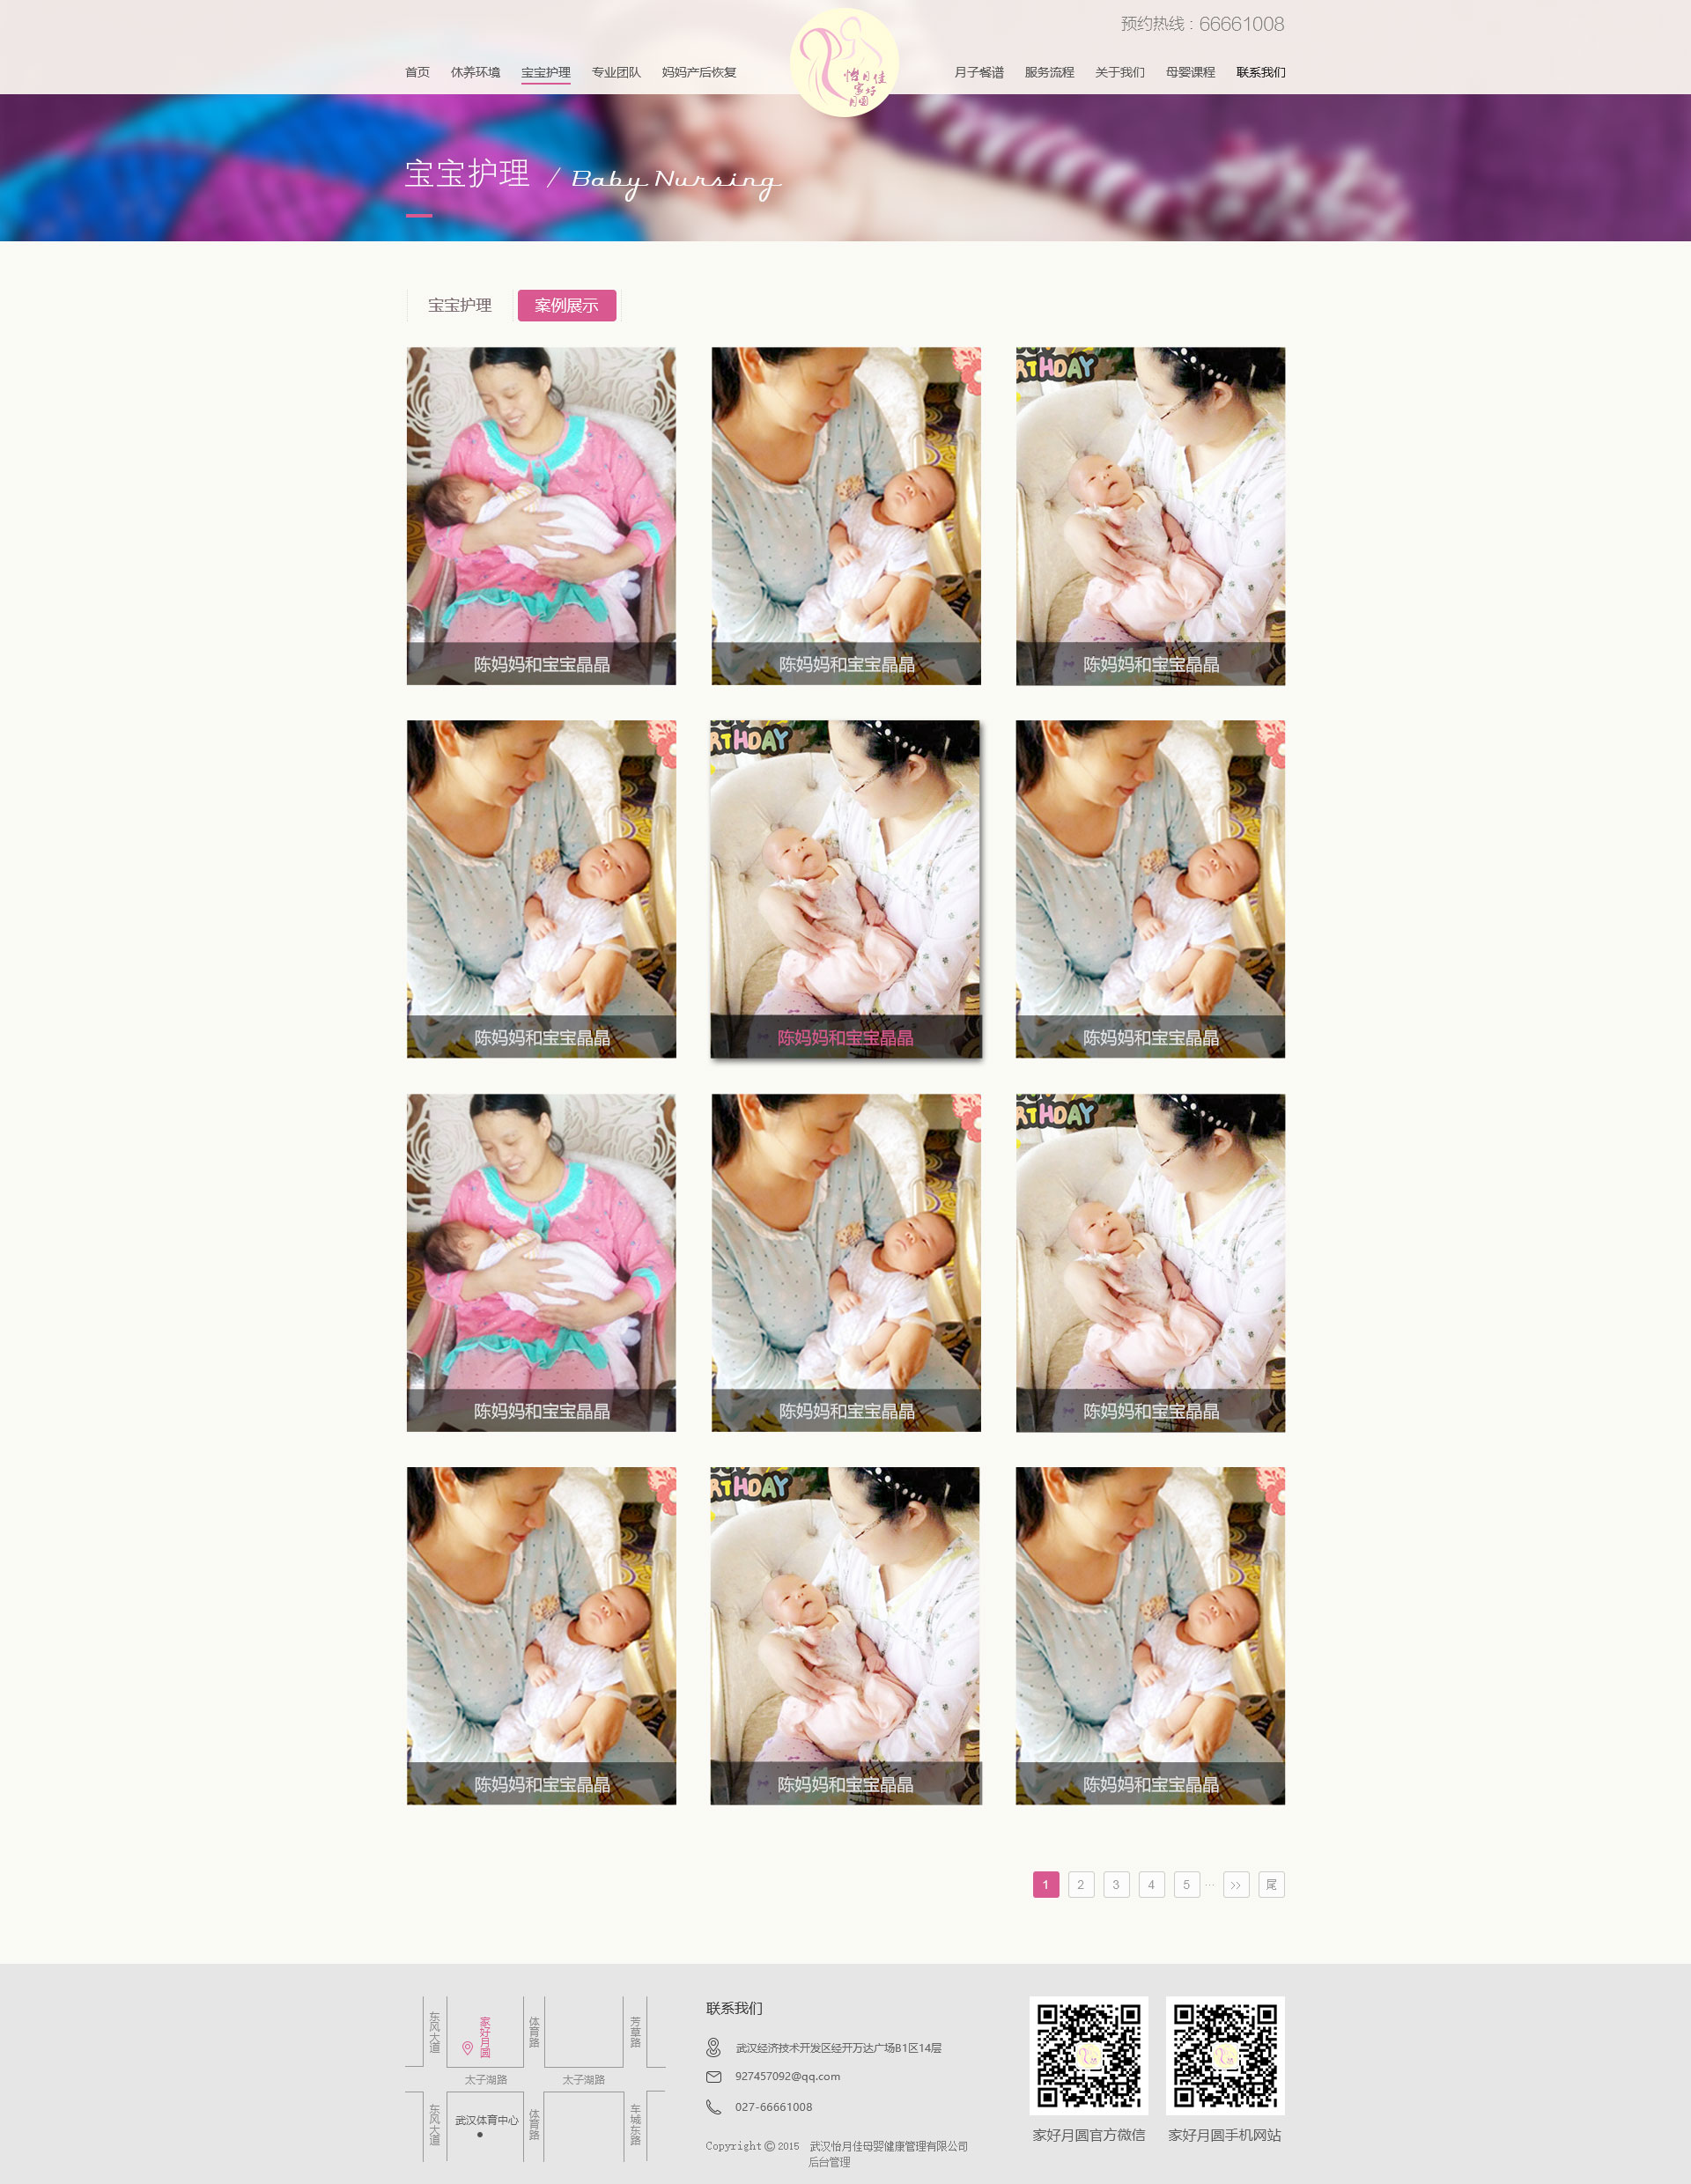 预约热线：66661008
首页 休养环境 宝宝护理 专业团队 妈妈产后恢复 月子餐谱 服务流程 关于我们 母婴课程 联系我们
怡月佳
家好
月圆
宝宝护理 / Baby Nursing
宝宝护理 案例展示
RTHDAY
陈妈妈和宝宝晶晶 陈妈妈和宝宝晶晶 陈妈妈和宝宝晶晶
RTHDAY
陈妈妈和宝宝晶晶 陈妈妈和宝宝晶晶 陈妈妈和宝宝晶晶
RTHDAY
陈妈妈和宝宝晶晶 陈妈妈和宝宝晶晶 陈妈妈和宝宝晶晶
RTHDAY
陈妈妈和宝宝晶晶 陈妈妈和宝宝晶晶 陈妈妈和宝宝晶晶
1 2 3 4 5 ··· >> 尾
东风大道
家好月圆
体育路
芳草路
太子湖路 太子湖路
东风大道
武汉体育中心
体育路
车城东路
联系我们
武汉经济技术开发区经开万达广场B1区14层
927457092@qq.com
027-66661008
Copyright © 2015 武汉怡月佳母婴健康管理有限公司
后台管理
家好月圆官方微信 家好月圆手机网站